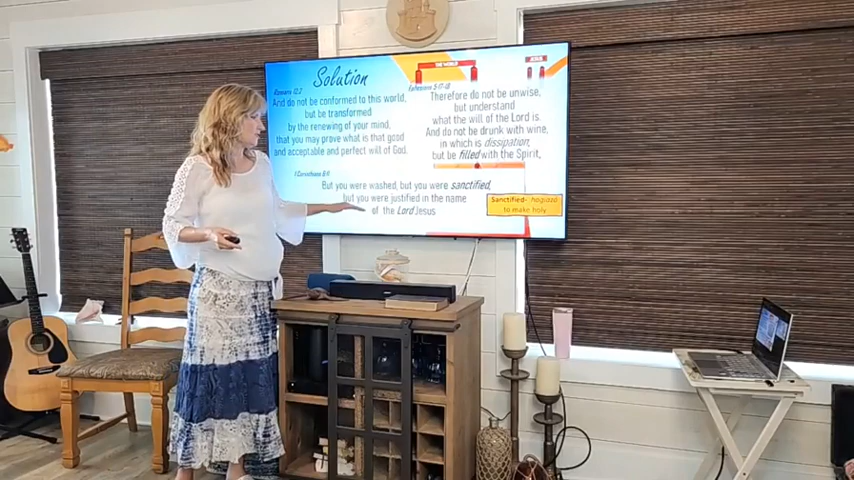 THE WORLD
JESUS
Solution
Romans 12:2
And do not be conformed to this world,
but be transformed
by the renewing of your mind,
that you may prove what is that good
and acceptable and perfect will of God.
Ephesians 5:17-18
Therefore do not be unwise,
but understand
what the will of the Lord is.
And do not be drunk with wine,
in which is dissipation;
but be filled with the Spirit,
1 Corinthians 6:11
But you were washed, but you were sanctified,
but you were justified in the name
of the Lord Jesus
Sanctified- hagiazō
to make holy